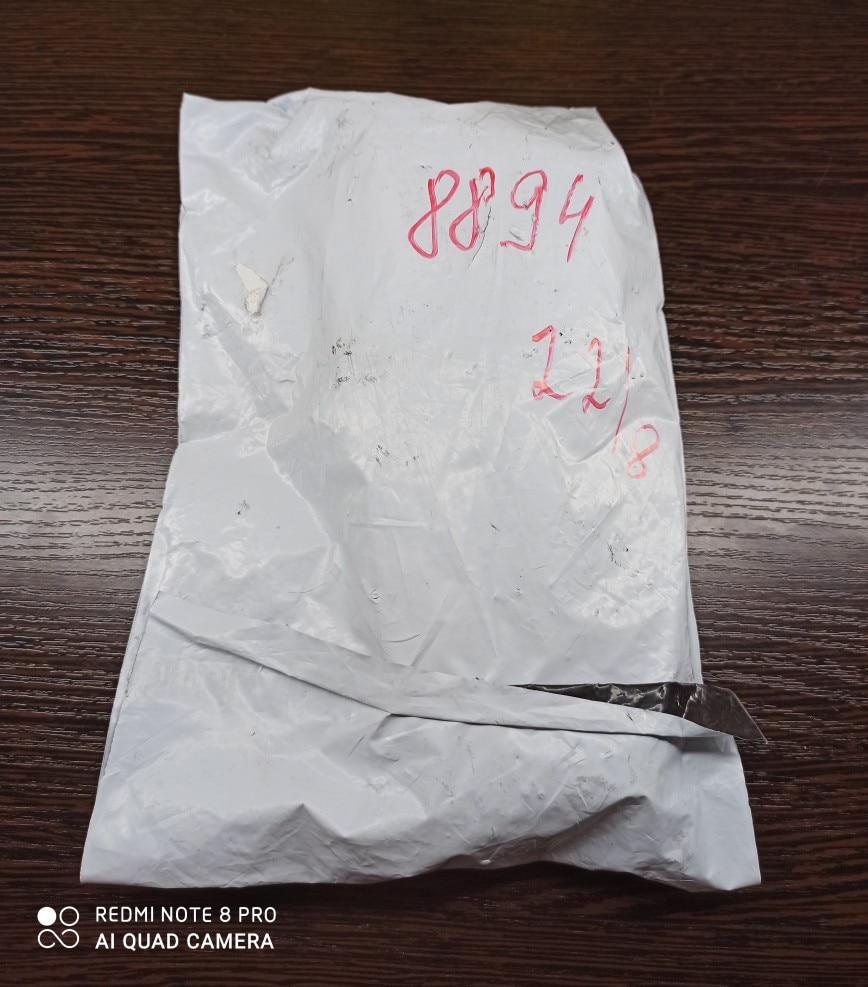 8894
22/8
REDMI NOTE 8 PRO
AI QUAD CAMERA